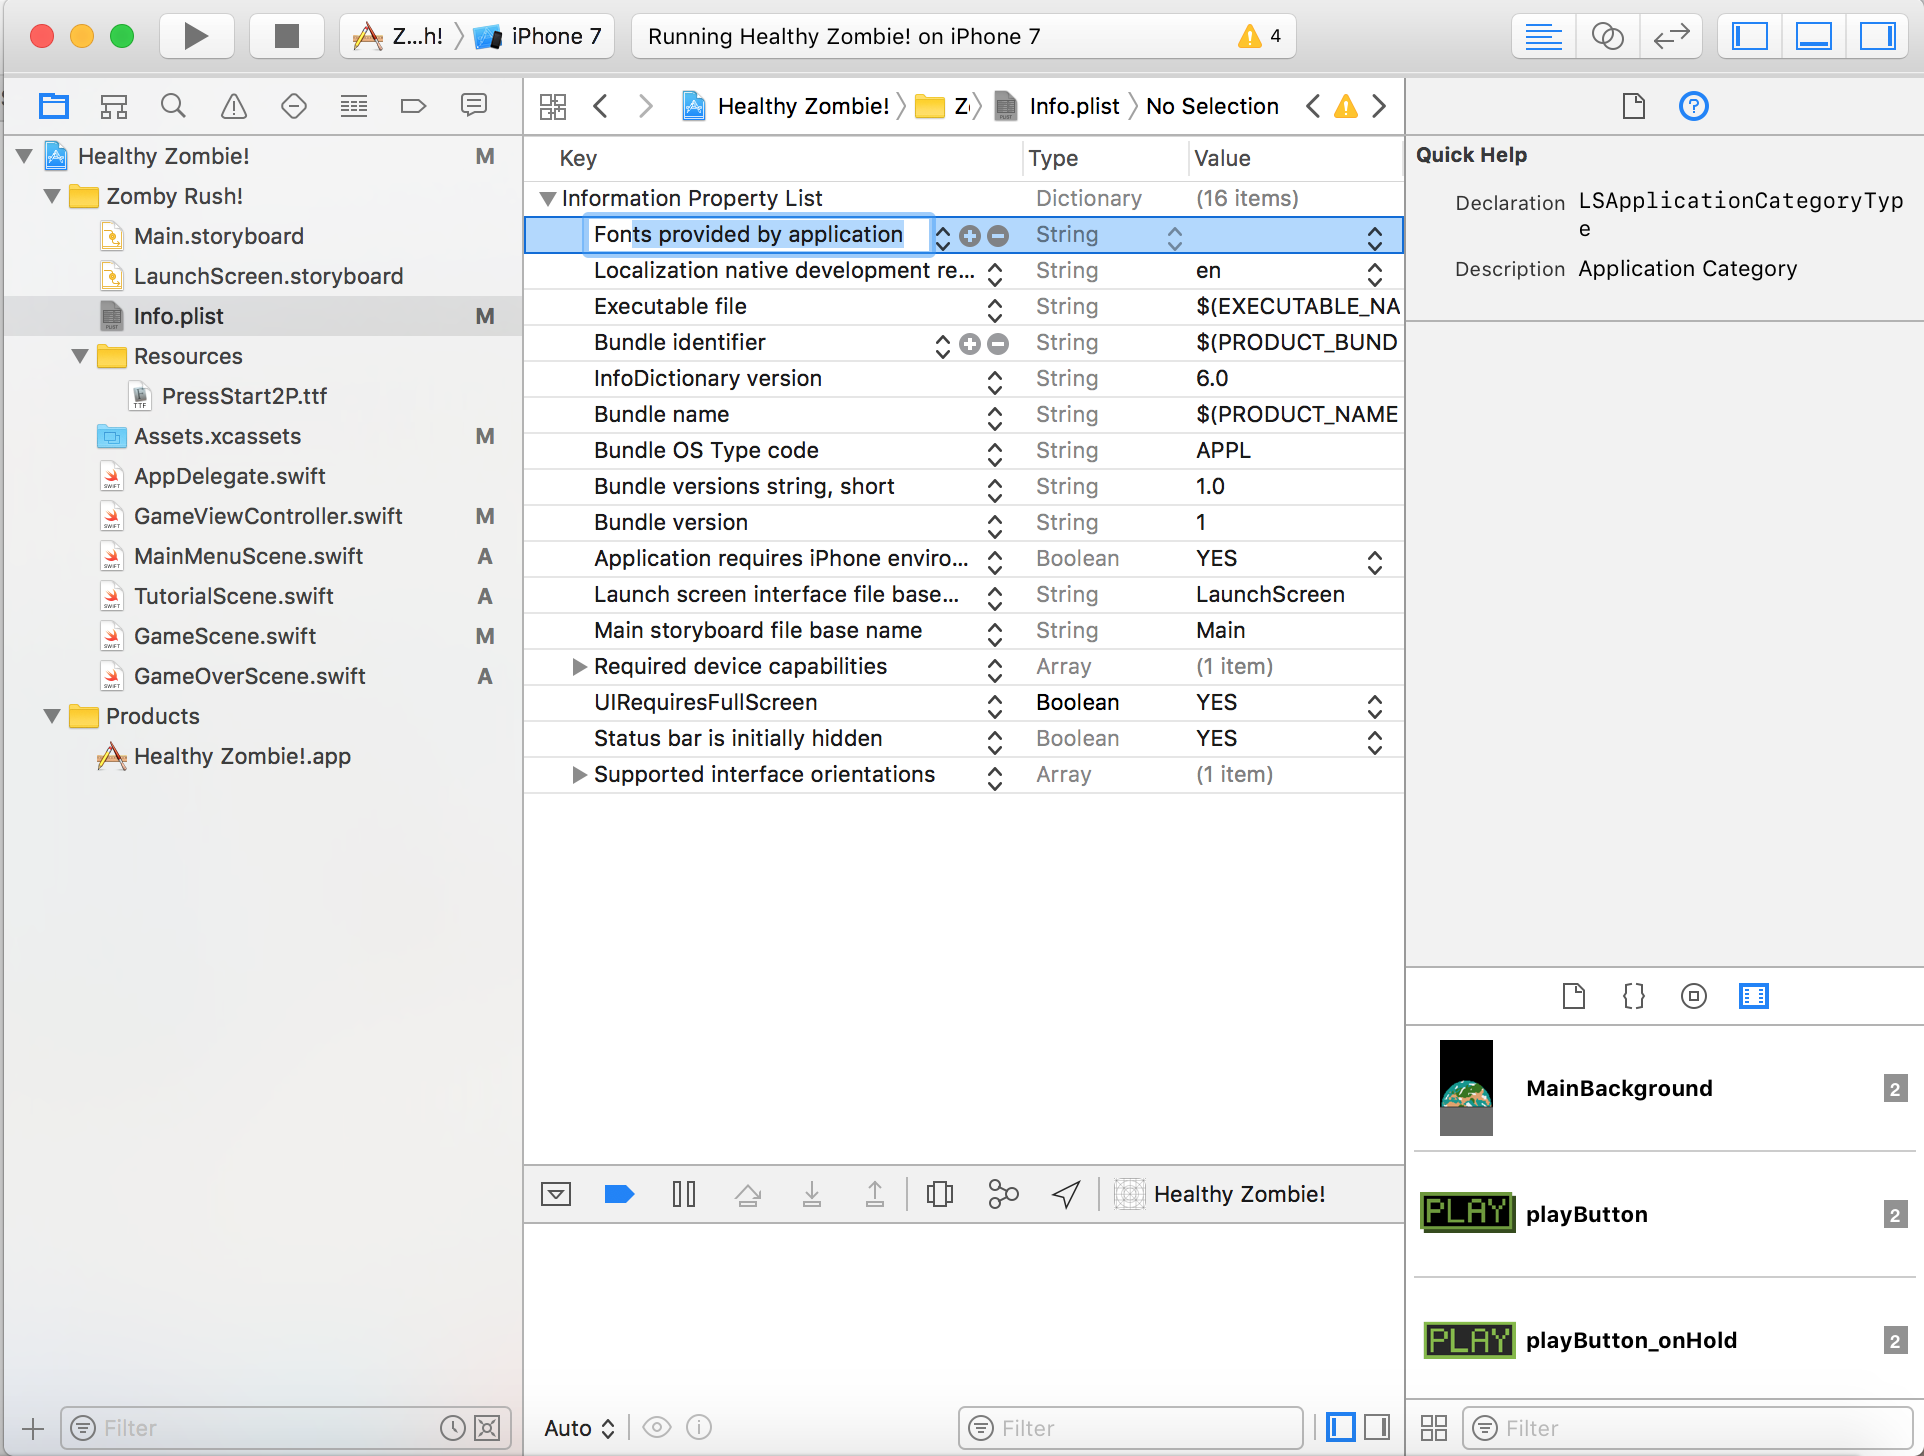 Z...h! iPhone 7
Running Healthy Zombie! on iPhone 7
4
Healthy Zombie! Info.plist No Selection
Healthy Zombie! M
Zomby Rush!
Main.storyboard
LaunchScreen.storyboard
Info.plist M
Resources
PressStart2P.ttf
Assets.xcassets M
AppDelegate.swift
GameViewController.swift M
MainMenuScene.swift A
TutorialScene.swift A
GameScene.swift M
GameOverScene.swift A
Products
Healthy Zombie!.app
Filter
Key Type Value
Information Property List Dictionary (16 items)
Fonts provided by application String
Localization native development re... String en
Executable file String $(EXECUTABLE_NA
Bundle identifier String $(PRODUCT_BUND
InfoDictionary version String 6.0
Bundle name String $(PRODUCT_NAME
Bundle OS Type code String APPL
Bundle versions string, short String 1.0
Bundle version String 1
Application requires iPhone enviro... Boolean YES
Launch screen interface file base... String LaunchScreen
Main storyboard file base name String Main
Required device capabilities Array (1 item)
UIRequiresFullScreen Boolean YES
Status bar is initially hidden Boolean YES
Supported interface orientations Array (1 item)
Healthy Zombie!
Auto Filter
Quick Help
Declaration LSApplicationCategoryTyp
e
Description Application Category
MainBackground 2
PLAY playButton 2
PLAY playButton_onHold 2
Filter